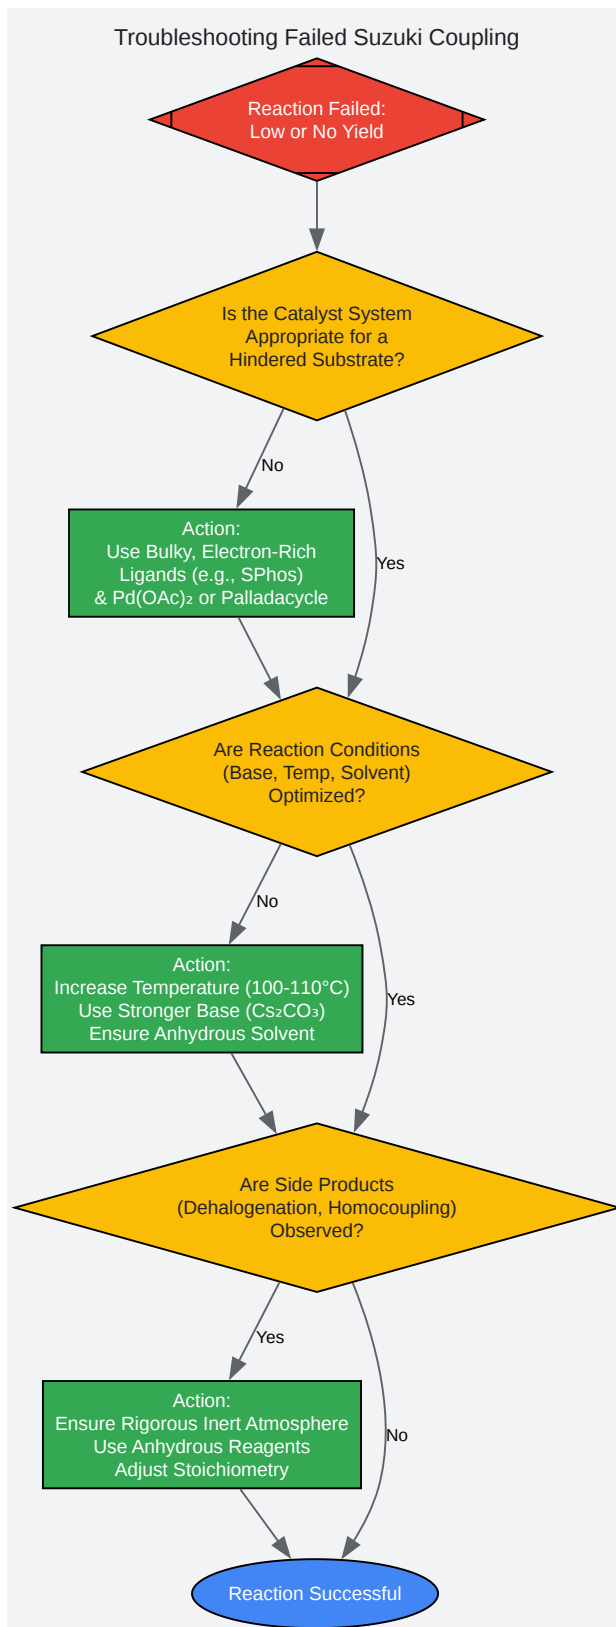 Troubleshooting Failed Suzuki Coupling
Reaction Failed:
Low or No Yield
Is the Catalyst System
Appropriate for a
Hindered Substrate?
No
Yes
Action:
Use Bulky, Electron-Rich
Ligands (e.g., SPhos)
& Pd(OAc)₂ or Palladacycle
Are Reaction Conditions
(Base, Temp, Solvent)
Optimized?
No
Yes
Action:
Increase Temperature (100-110°C)
Use Stronger Base (Cs₂CO₃)
Ensure Anhydrous Solvent
Are Side Products
(Dehalogenation, Homocoupling)
Observed?
Yes
No
Action:
Ensure Rigorous Inert Atmosphere
Use Anhydrous Reagents
Adjust Stoichiometry
Reaction Successful